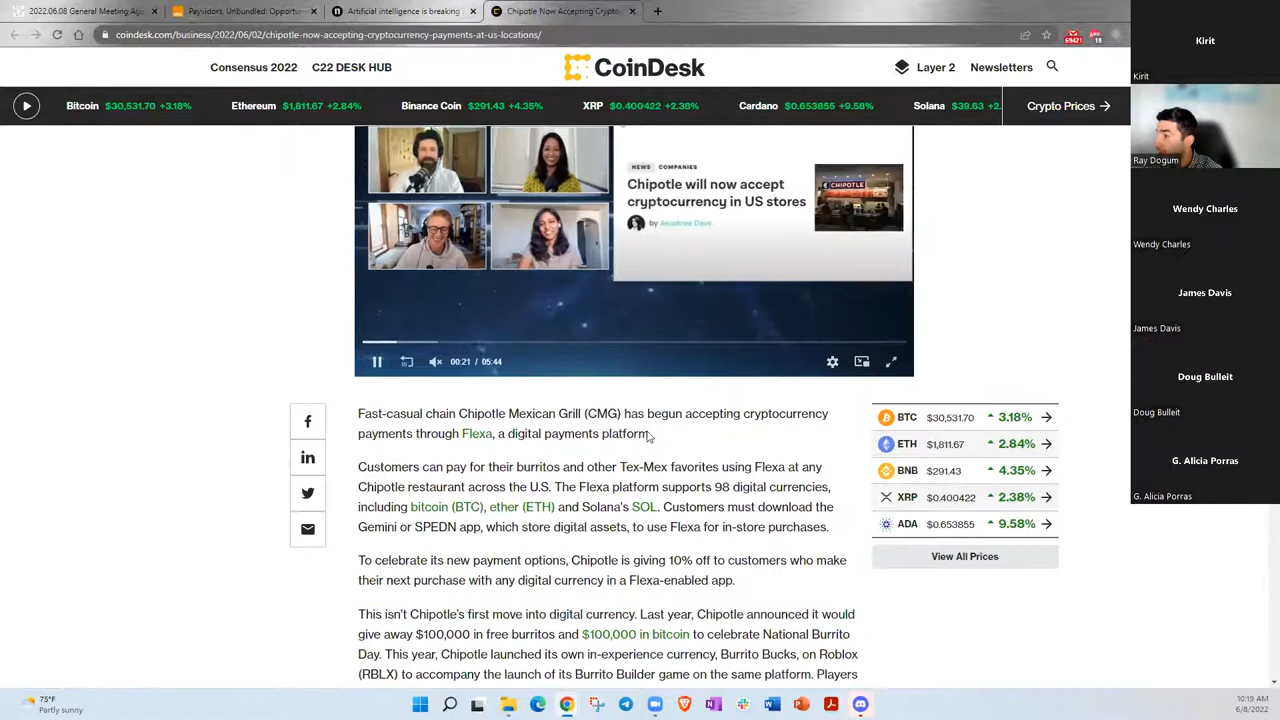 2022.06.08 General Meeting Ag
Payvidors, Unbundled: Opportun
Artificial intelligence is breaking
Chipotle Now Accepting Crypto
coindesk.com/business/2022/06/02/chipotle-now-accepting-cryptocurrency-payments-at-us-locations/
69421
18
Consensus 2022
C22 DESK HUB
CoinDesk
Layer 2
Newsletters
Bitcoin $30,531.70 +3.18%
Ethereum $1,811.67 +2.84%
Binance Coin $291.43 +4.35%
XRP $0.400422 +2.38%
Cardano $0.653855 +9.58%
Solana $39.63 +2.
Crypto Prices
NEWS COMPANIES
Chipotle will now accept
cryptocurrency in US stores
by Anushree Dave
CHIPOTLE
10
00:21 / 05:44
Fast-casual chain Chipotle Mexican Grill (CMG) has begun accepting cryptocurrency
payments through Flexa, a digital payments platform.
Customers can pay for their burritos and other Tex-Mex favorites using Flexa at any
Chipotle restaurant across the U.S. The Flexa platform supports 98 digital currencies,
including bitcoin (BTC), ether (ETH) and Solana's SOL. Customers must download the
Gemini or SPEDN app, which store digital assets, to use Flexa for in-store purchases.
To celebrate its new payment options, Chipotle is giving 10% off to customers who make
their next purchase with any digital currency in a Flexa-enabled app.
This isn't Chipotle's first move into digital currency. Last year, Chipotle announced it would
give away $100,000 in free burritos and $100,000 in bitcoin to celebrate National Burrito
Day. This year, Chipotle launched its own in-experience currency, Burrito Bucks, on Roblox
(RBLX) to accompany the launch of its Burrito Builder game on the same platform. Players
BTC $30,531.70 3.18%
ETH $1,811.67 2.84%
BNB $291.43 4.35%
XRP $0.400422 2.38%
ADA $0.653855 9.58%
View All Prices
Kirit
Kirit
Ray Dogum
Wendy Charles
Wendy Charles
James Davis
James Davis
Doug Bulleit
Doug Bulleit
G. Alicia Porras
G. Alicia Porras
75°F
Partly sunny
10:19 AM
6/8/2022